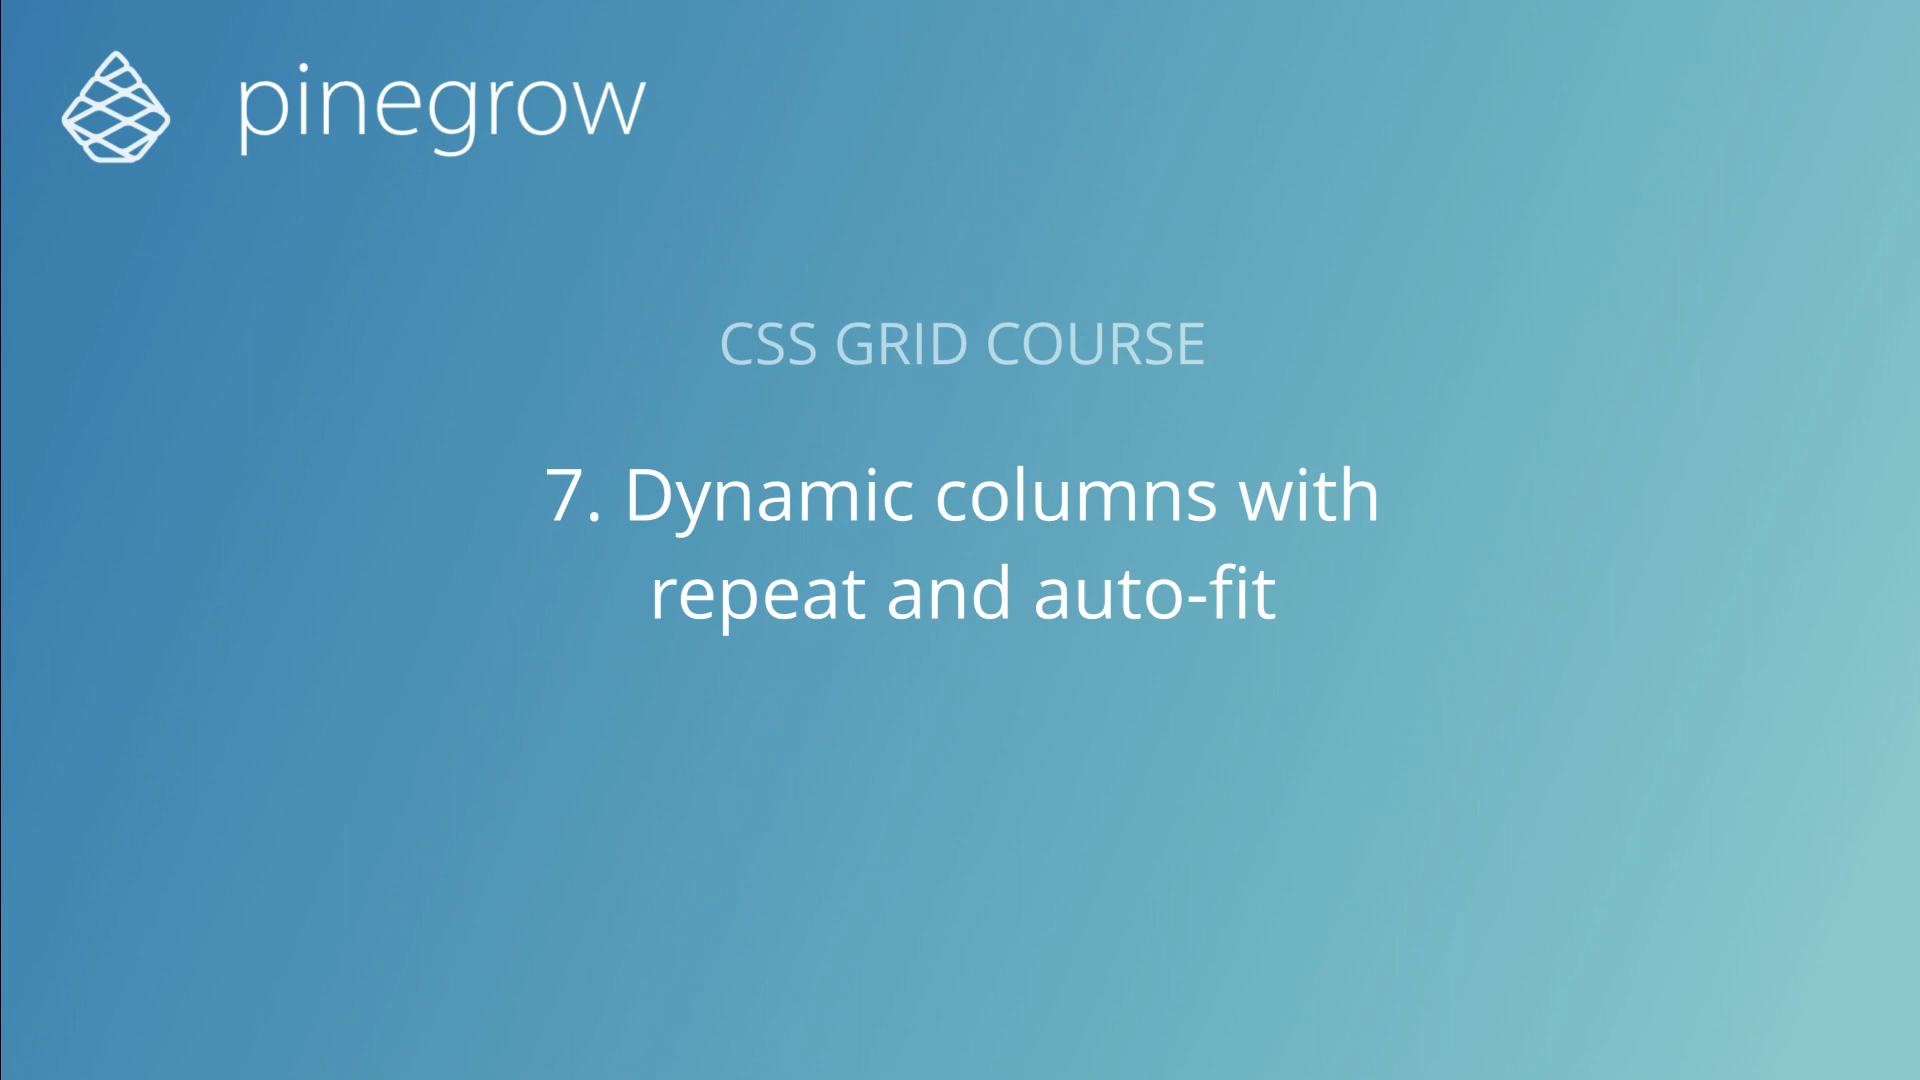 pinegrow
CSS GRID COURSE
7. Dynamic columns with
repeat and auto-fit